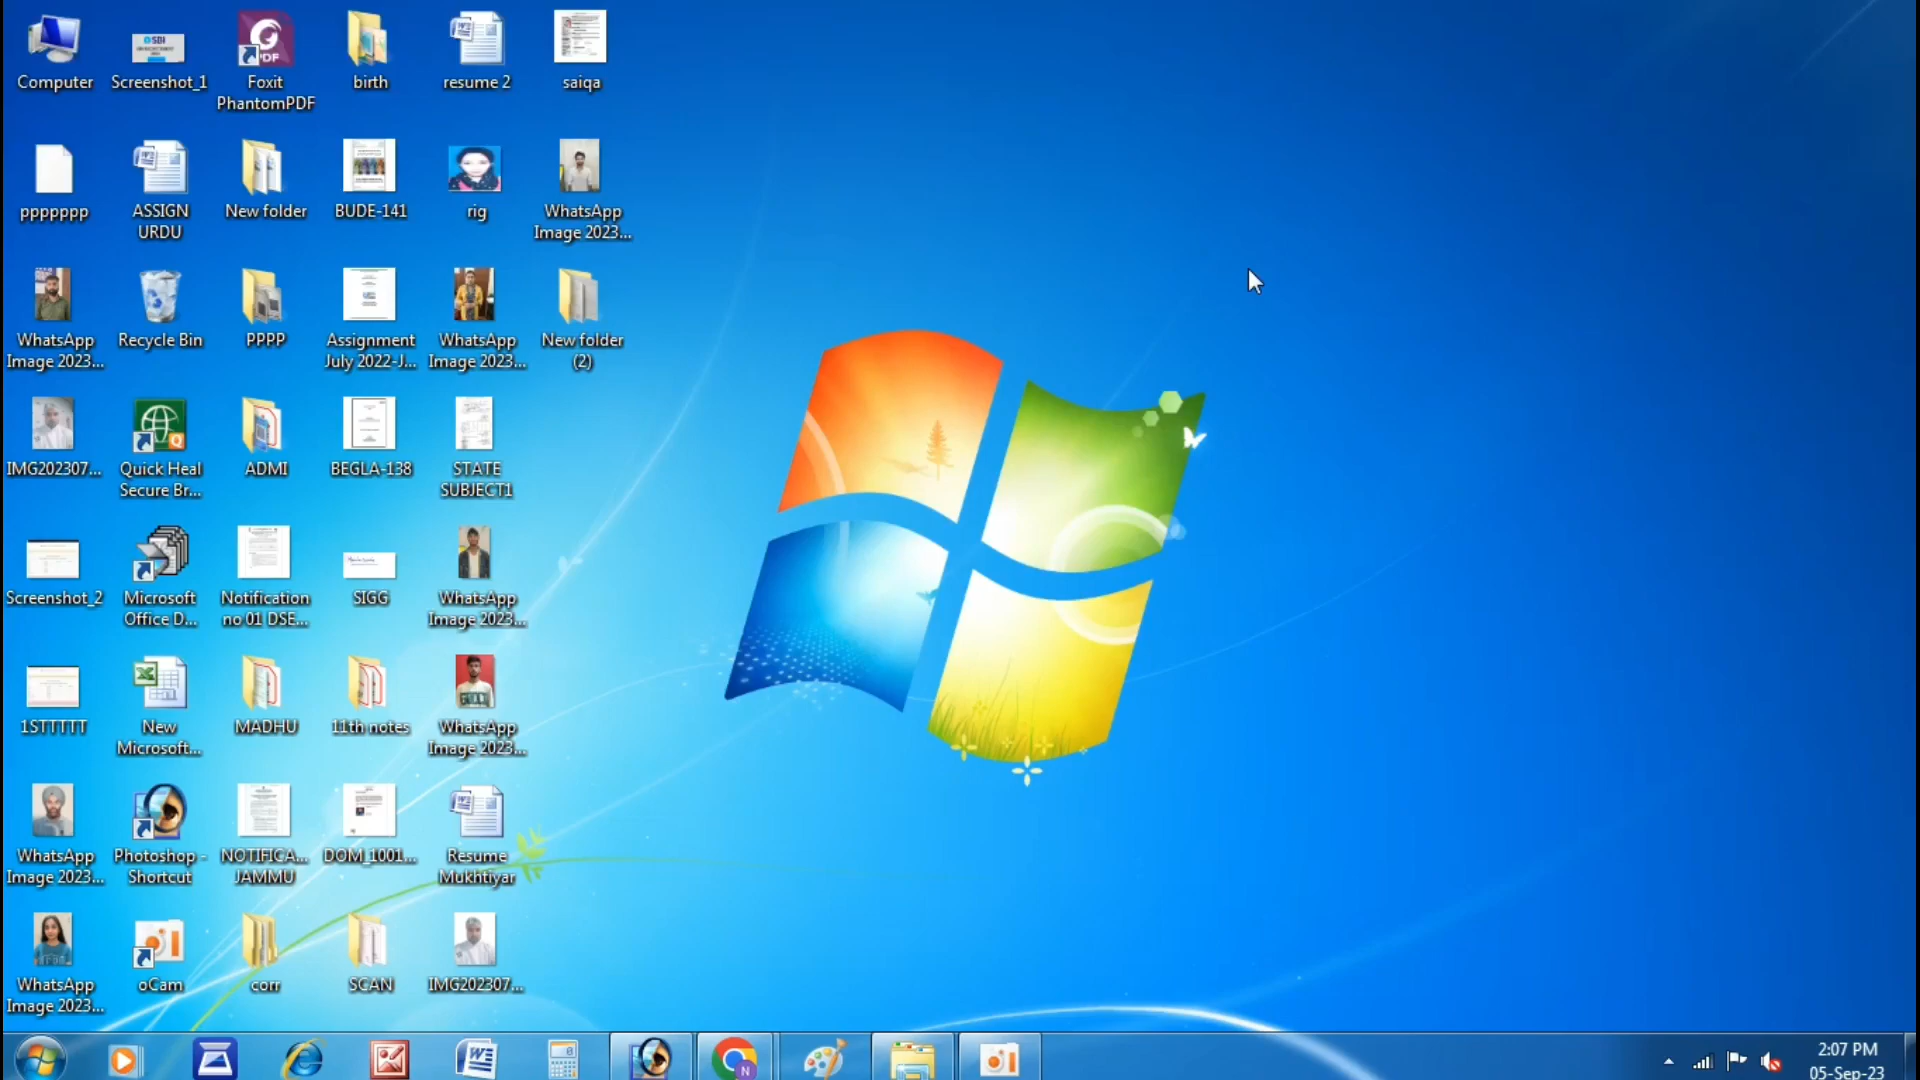 Computer
Screenshot_1
Foxit
PhantomPDF
birth
resume 2
saiqa
ppppppp
ASSIGN
URDU
New folder
BUDE-141
rig
WhatsApp
Image 2023...
WhatsApp
Image 2023...
Recycle Bin
PPPP
Assignment
July 2022-J...
WhatsApp
Image 2023...
New folder
(2)
IMG202307...
Quick Heal
Secure Br...
ADMI
BEGLA-138
STATE
SUBJECT1
Screenshot_2
Microsoft
Office D...
Notification
no 01 DSE...
SIGG
WhatsApp
Image 2023...
1STTTTT
New
Microsoft...
MADHU
11th notes
WhatsApp
Image 2023...
WhatsApp
Image 2023...
Photoshop -
Shortcut
NOTIFICA...
JAMMU
DOM_1001...
Resume
Mukhtiyar
WhatsApp
Image 2023...
oCam
corr
SCAN
IMG202307...
2:07 PM
05-Sep-23